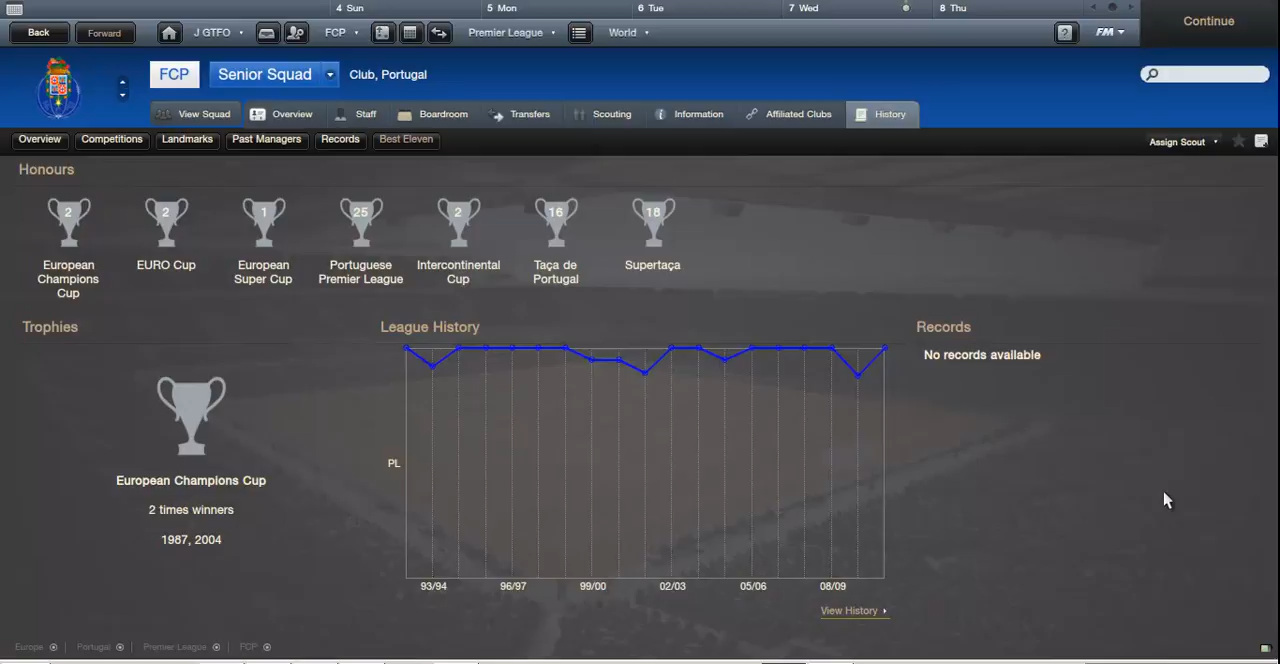 4 Sun 5 Mon 6 Tue 7 Wed 8 Thu
Continue
Back Forward J GTFO FCP Premier League World ? FM
FCP Senior Squad Club, Portugal
View Squad Overview Staff Boardroom Transfers Scouting Information Affiliated Clubs History
Overview Competitions Landmarks Past Managers Records Best Eleven Assign Scout
Honours
2 2 1 25 2 16 18
European Champions Cup
EURO Cup
European Super Cup
Portuguese Premier League
Intercontinental Cup
Taça de Portugal
Supertaça
Trophies
European Champions Cup
2 times winners
1987, 2004
League History
PL
93/94 96/97 99/00 02/03 05/06 08/09
View History
Records
No records available
Europe Portugal Premier League FCP